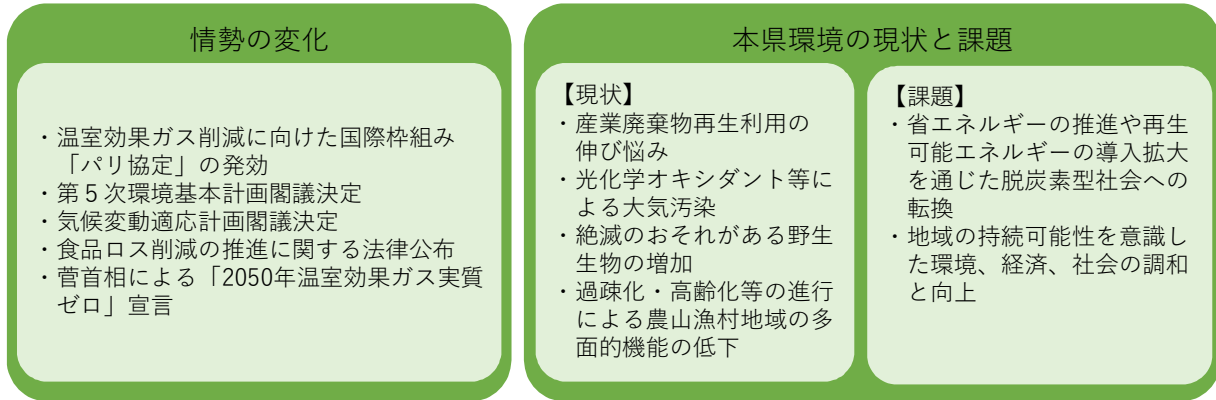 情勢の変化
・温室効果ガス削減に向けた国際枠組み
「パリ協定」の発効
・第5次環境基本計画閣議決定
・気候変動適応計画閣議決定
・食品ロス削減の推進に関する法律公布
・菅首相による「2050年温室効果ガス実質
ゼロ」宣言
本県環境の現状と課題
【現状】
・産業廃棄物再生利用の
伸び悩み
・光化学オキシダント等に
よる大気汚染
・絶滅のおそれがある野生
生物の増加
・過疎化・高齢化等の進行
による農山漁村地域の多
面的機能の低下
【課題】
・省エネルギーの推進や再生
可能エネルギーの導入拡大
を通じた脱炭素型社会への
転換
・地域の持続可能性を意識し
た環境、経済、社会の調和
と向上